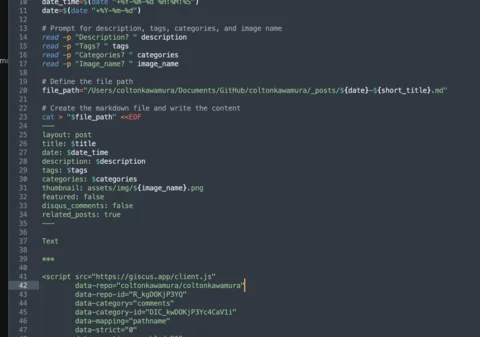 10 date_time=$(date "+%Y-%m-%d %H:%M:%S")
11 date=$(date "+%Y-%m-%d")
12
13 # Prompt for description, tags, categories, and image name
14 read -p "Description? " description
15 read -p "Tags? " tags
16 read -p "Categories? " categories
17 read -p "Image_name? " image_name
18
19 # Define the file path
20 file_path="/Users/coltonkawamura/Documents/GitHub/coltonkawamura/_posts/${date}-${short_title}.md"
21
22 # Create the markdown file and write the content
23 cat > "$file_path" <<EOF
24 ---
25 layout: post
26 title: $title
27 date: $date_time
28 description: $description
29 tags: $tags
30 categories: $categories
31 thumbnail: assets/img/${image_name}.png
32 featured: false
33 disqus_comments: false
34 related_posts: true
35 ---
36
37 Text
38
39 ***
40
41 <script src="https://giscus.app/client.js"
42 data-repo="coltonkawamura/coltonkawamura"
43 data-repo-id="R_kgDOKjP3YQ"
44 data-category="comments"
45 data-category-id="DIC_kwDOKjP3Yc4CaV1i"
46 data-mapping="pathname"
47 data-strict="0"